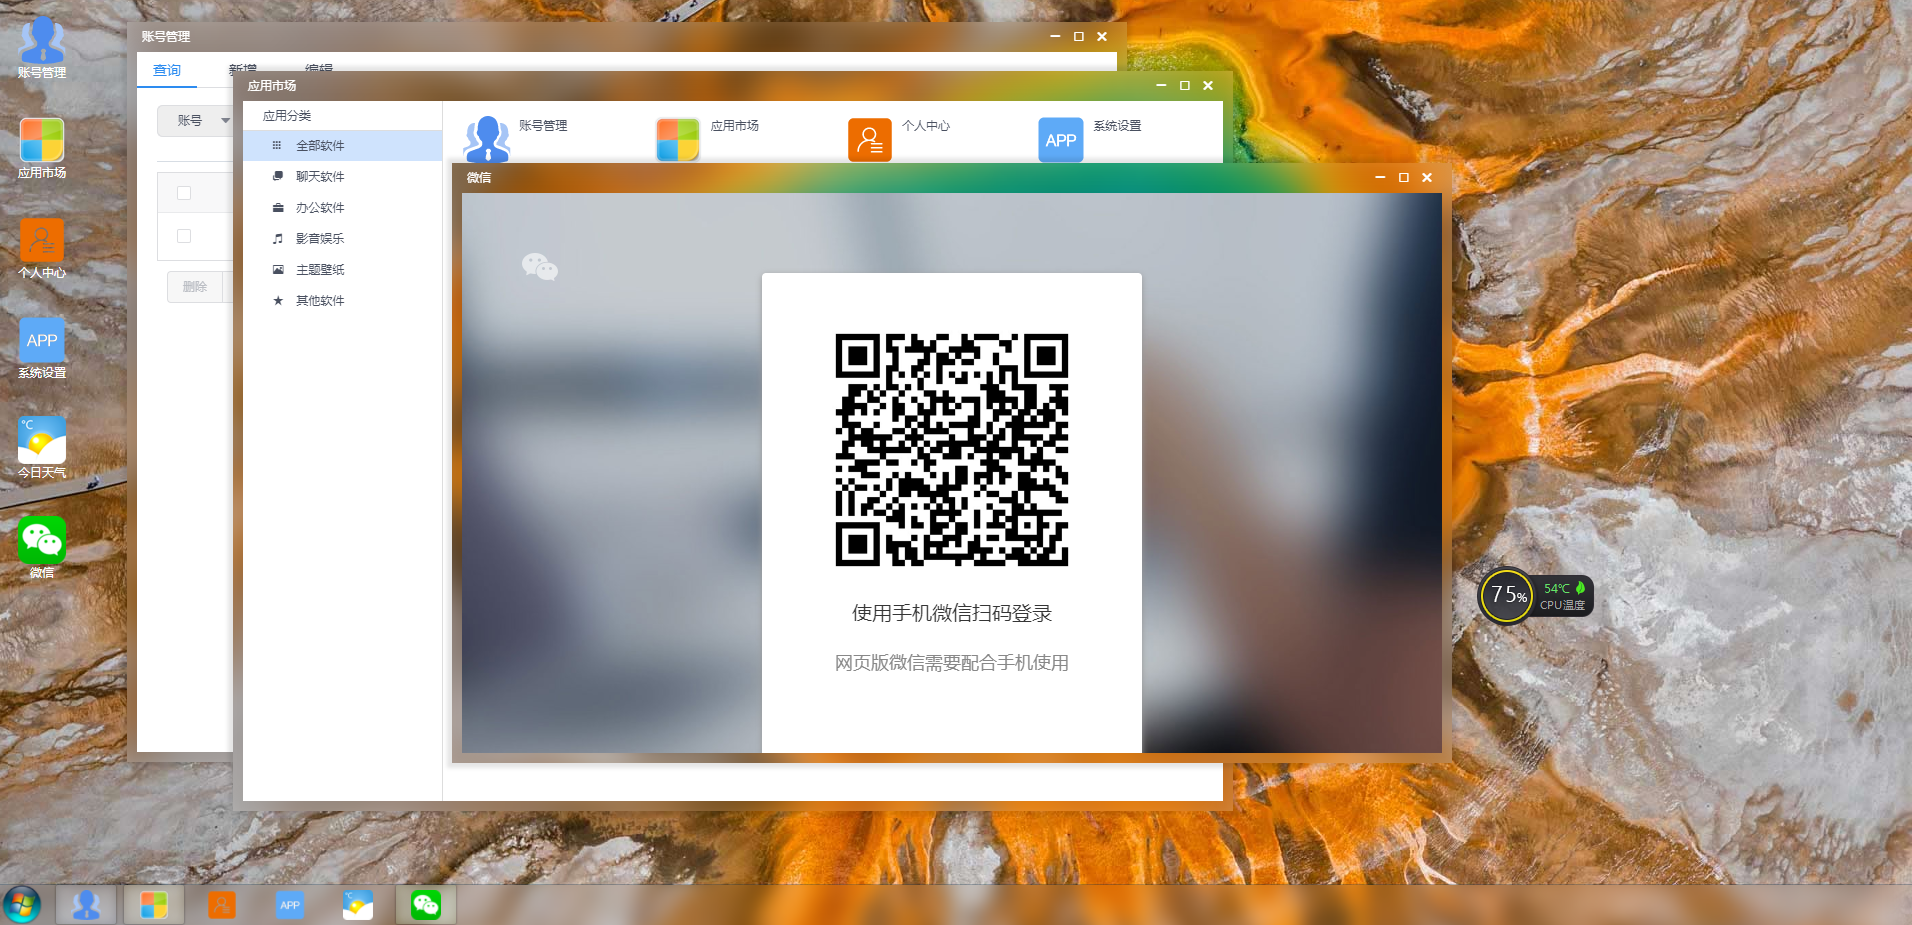 账号管理
应用市场
个人中心
APP
系统设置
°C
今日天气
微信
账号管理
查询
新增
编辑
账号
删除
应用市场
应用分类
全部软件
聊天软件
办公软件
影音娱乐
主题壁纸
其他软件
账号管理
应用市场
个人中心
APP
系统设置
微信
使用手机微信扫码登录
网页版微信需要配合手机使用
75%
54℃
CPU温度
APP